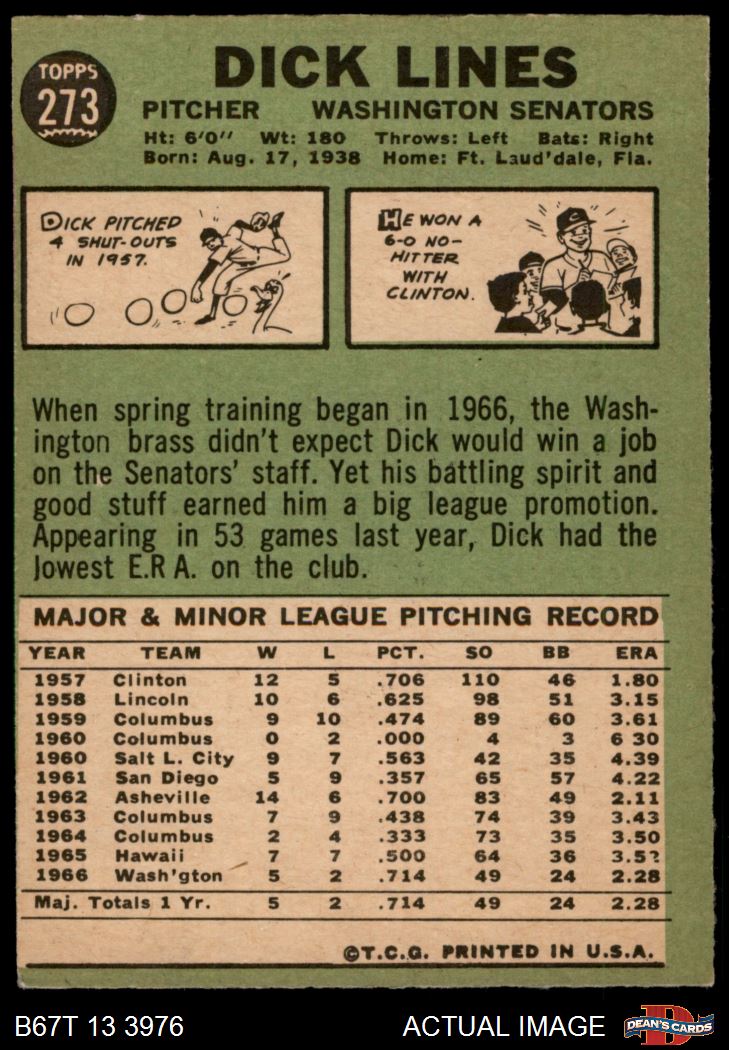 TOPPS
273
DICK LINES
PITCHER WASHINGTON SENATORS
Ht: 6'0" Wt: 180 Throws: Left Bats: Right
Born: Aug. 17, 1938 Home: Ft. Laud'dale, Fla.
DICK PITCHED
4 SHUT-OUTS
IN 1957.
HE WON A
6-0 NO-
HITTER
WITH
CLINTON.
When spring training began in 1966, the Wash-
ington brass didn't expect Dick would win a job
on the Senators' staff. Yet his battling spirit and
good stuff earned him a big league promotion.
Appearing in 53 games last year, Dick had the
lowest E.R A. on the club.
MAJOR & MINOR LEAGUE PITCHING RECORD
YEAR TEAM W L PCT. SO BB ERA
1957 Clinton 12 5 .706 110 46 1.80
1958 Lincoln 10 6 .625 98 51 3.15
1959 Columbus 9 10 .474 89 60 3.61
1960 Columbus 0 2 .000 4 3 6 30
1960 Salt L. City 9 7 .563 42 35 4.39
1961 San Diego 5 9 .357 65 57 4.22
1962 Asheville 14 6 .700 83 49 2.11
1963 Columbus 7 9 .438 74 39 3.43
1964 Columbus 2 4 .333 73 35 3.50
1965 Hawaii 7 7 .500 64 36
1966 Wash'gton 5 2 .714 49 24 2.28
Maj. Totals 1 Yr. 5 2 .714 49 24 2.28
©T.C.G. PRINTED IN U.S.A.
B67T 13 3976 ACTUAL IMAGE
D
DEAN'S CARDS